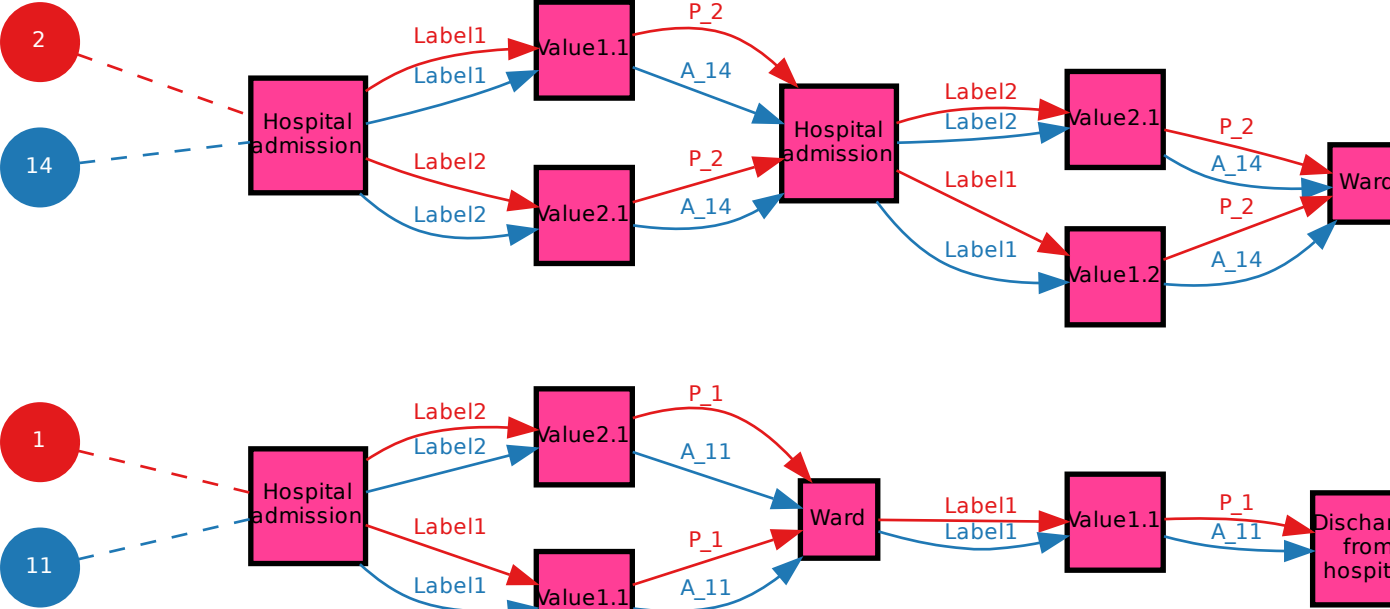 2
14
Hospital
admission
Label1
Label1
Label2
Label2
Value1.1
Value2.1
P_2
A_14
P_2
A_14
Hospital
admission
Label2
Label2
Label1
Label1
Value2.1
Value1.2
P_2
A_14
P_2
A_14
Ward
1
11
Hospital
admission
Label2
Label2
Label1
Label1
Value2.1
Value1.1
P_1
A_11
P_1
A_11
Ward
Label1
Label1
Value1.1
P_1
A_11
from